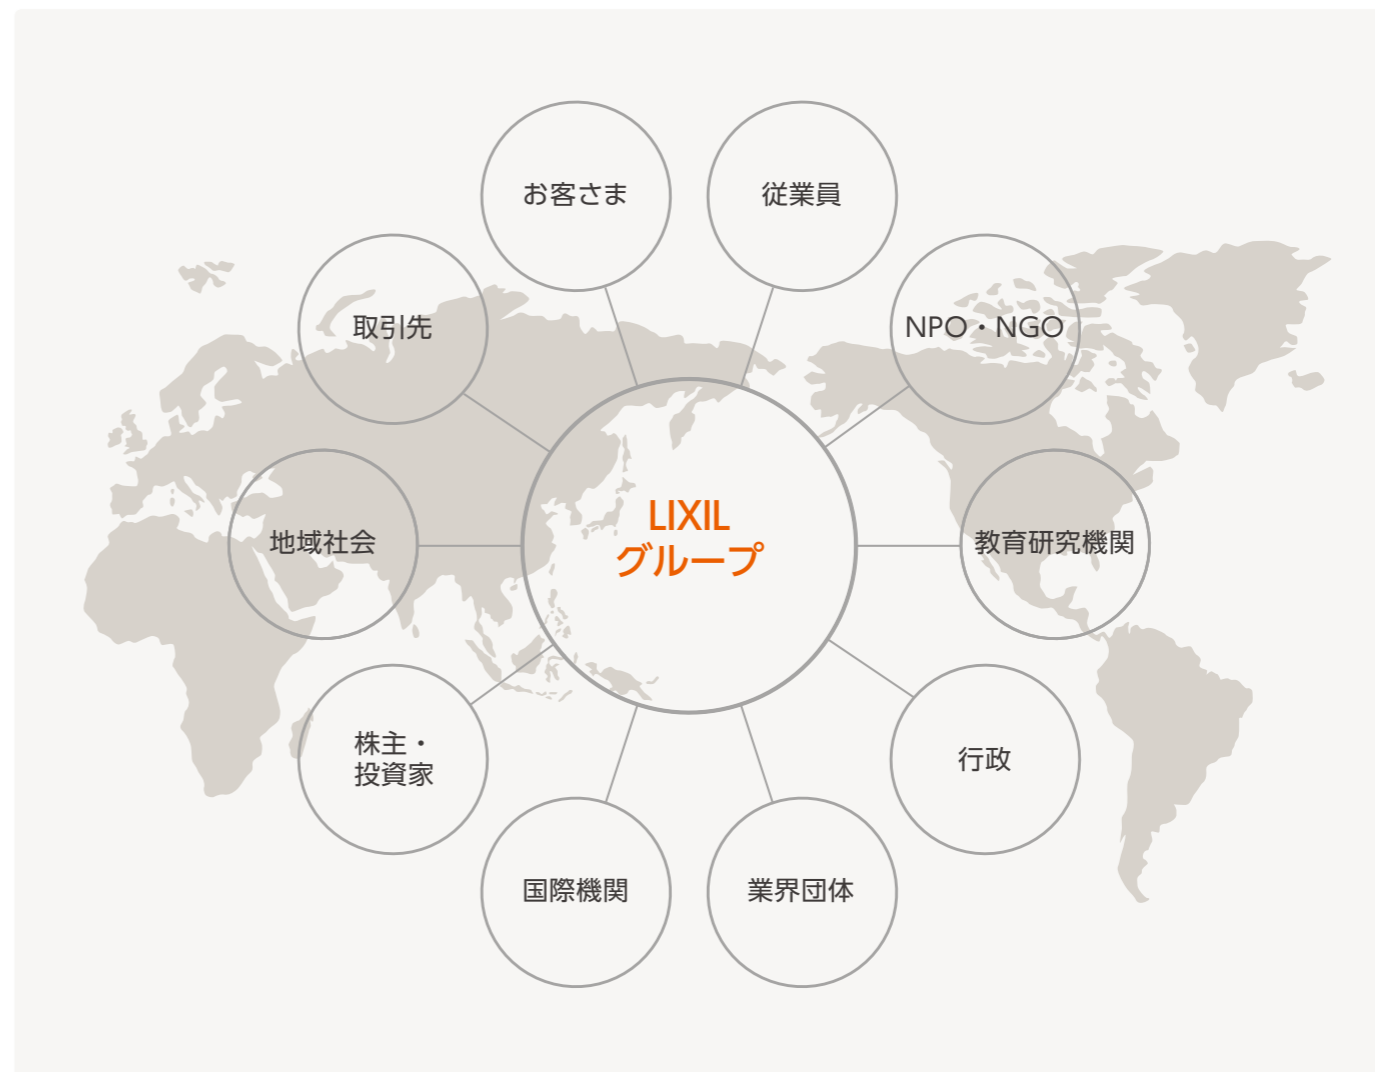 お客さま
従業員
取引先
NPO・NGO
LIXIL
グループ
地域社会
教育研究機関
株主・
投資家
行政
国際機関
業界団体